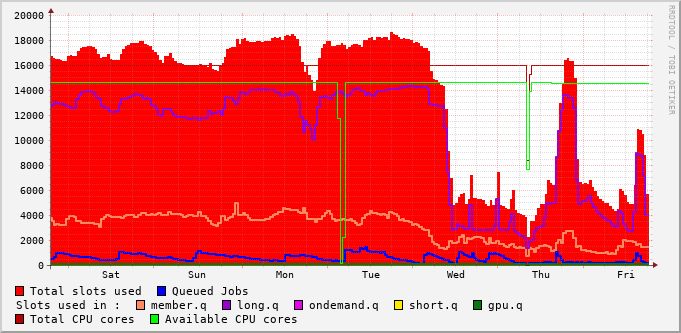 20000
18000
16000
14000
12000
10000
8000
6000
4000
2000
0
Sat Sun Mon Tue Wed Thu Fri
RRDTOOL / TOBI OETIKER
Total slots used Queued Jobs
Slots used in : member.q long.q ondemand.q short.q gpu.q
Total CPU cores Available CPU cores